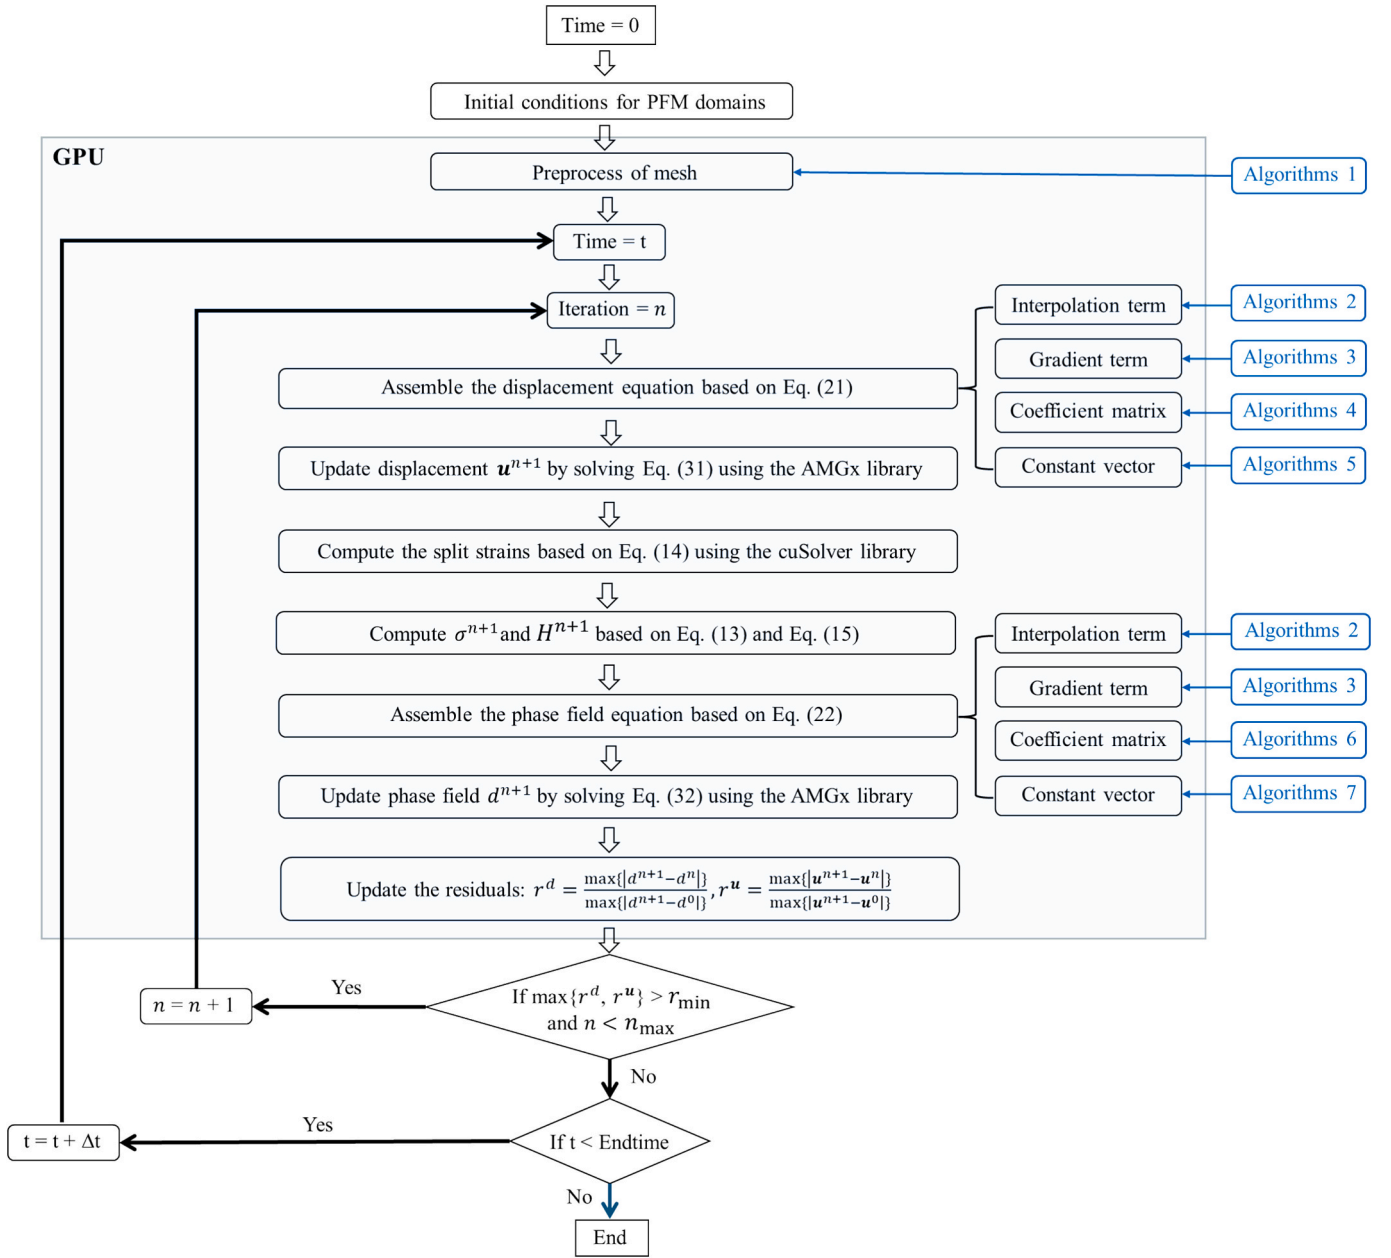 Time = 0
Initial conditions for PFM domains
GPU
Preprocess of mesh
Algorithms 1
Time = t
Iteration = n
Interpolation term
Algorithms 2
Gradient term
Algorithms 3
Assemble the displacement equation based on Eq. (21)
Coefficient matrix
Algorithms 4
Update displacement u^{n+1} by solving Eq. (31) using the AMGx library
Constant vector
Algorithms 5
Compute the split strains based on Eq. (14) using the cuSolver library
Compute σ^{n+1} and H^{n+1} based on Eq. (13) and Eq. (15)
Interpolation term
Algorithms 2
Gradient term
Algorithms 3
Assemble the phase field equation based on Eq. (22)
Coefficient matrix
Algorithms 6
Update phase field d^{n+1} by solving Eq. (32) using the AMGx library
Constant vector
Algorithms 7
Update the residuals: r^d = max{|d^{n+1}−d^n|} / max{|d^{n+1}−d^0|}, r^u = max{|u^{n+1}−u^n|} / max{|u^{n+1}−u^0|}
If max{r^d, r^u} > r_min
and n < n_max
Yes
n = n + 1
No
If t < Endtime
Yes
t = t + Δt
No
End